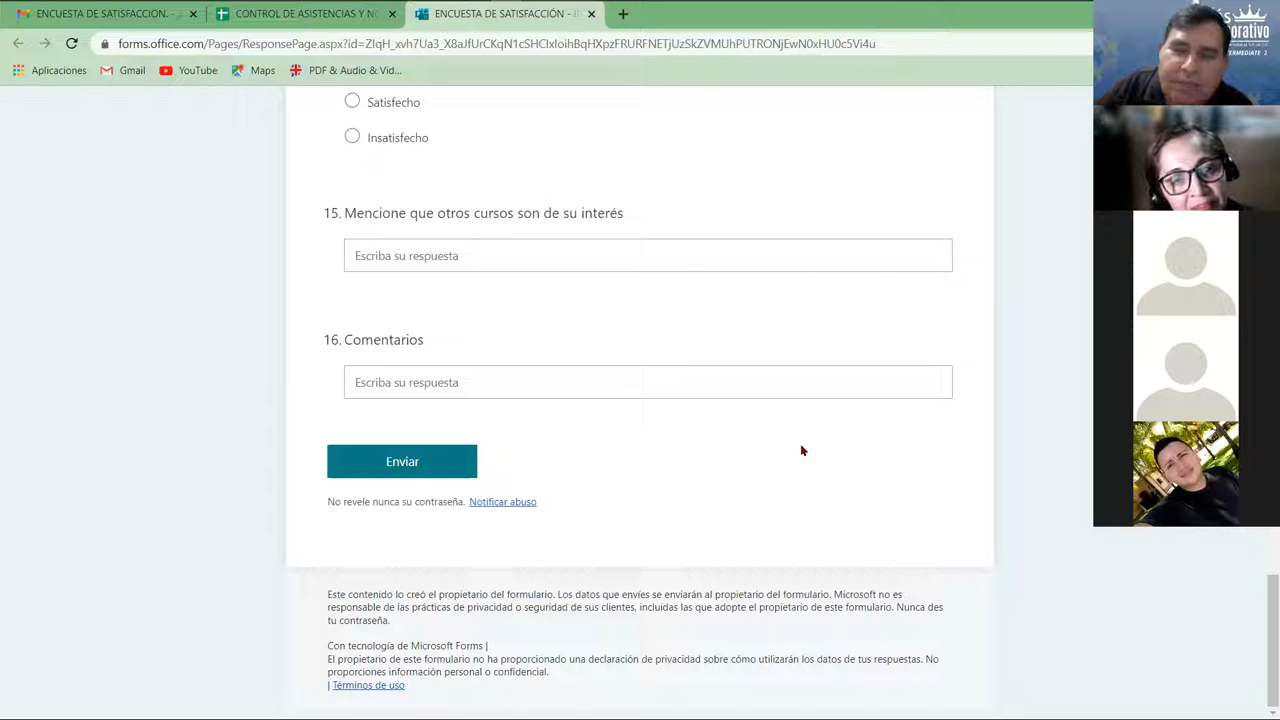 ENCUESTA DE SATISFACCION. -
CONTROL DE ASISTENCIAS Y NO
ENCUESTA DE SATISFACCIÓN - IN
forms.office.com/Pages/ResponsePage.aspx?id=ZIqH_xvh7Ua3_X8aJfUrCKqN1cSHCIxIoihBqHXpzFRURFNETjUzSkZVMUhPUTRONjEwN0xHU0c5Vi4u
Aplicaciones
Gmail
YouTube
Maps
PDF & Audio & Vid...
Satisfecho
Insatisfecho
15. Mencione que otros cursos son de su interés
Escriba su respuesta
16. Comentarios
Escriba su respuesta
Enviar
No revele nunca su contraseña. Notificar abuso
Este contenido lo creó el propietario del formulario. Los datos que envíes se enviarán al propietario del formulario. Microsoft no es
responsable de las prácticas de privacidad o seguridad de sus clientes, incluidas las que adopte el propietario de este formulario. Nunca des
tu contraseña.
Con tecnología de Microsoft Forms |
El propietario de este formulario no ha proporcionado una declaración de privacidad sobre cómo utilizarán los datos de tus respuestas. No
proporciones información personal o confidencial.
| Términos de uso